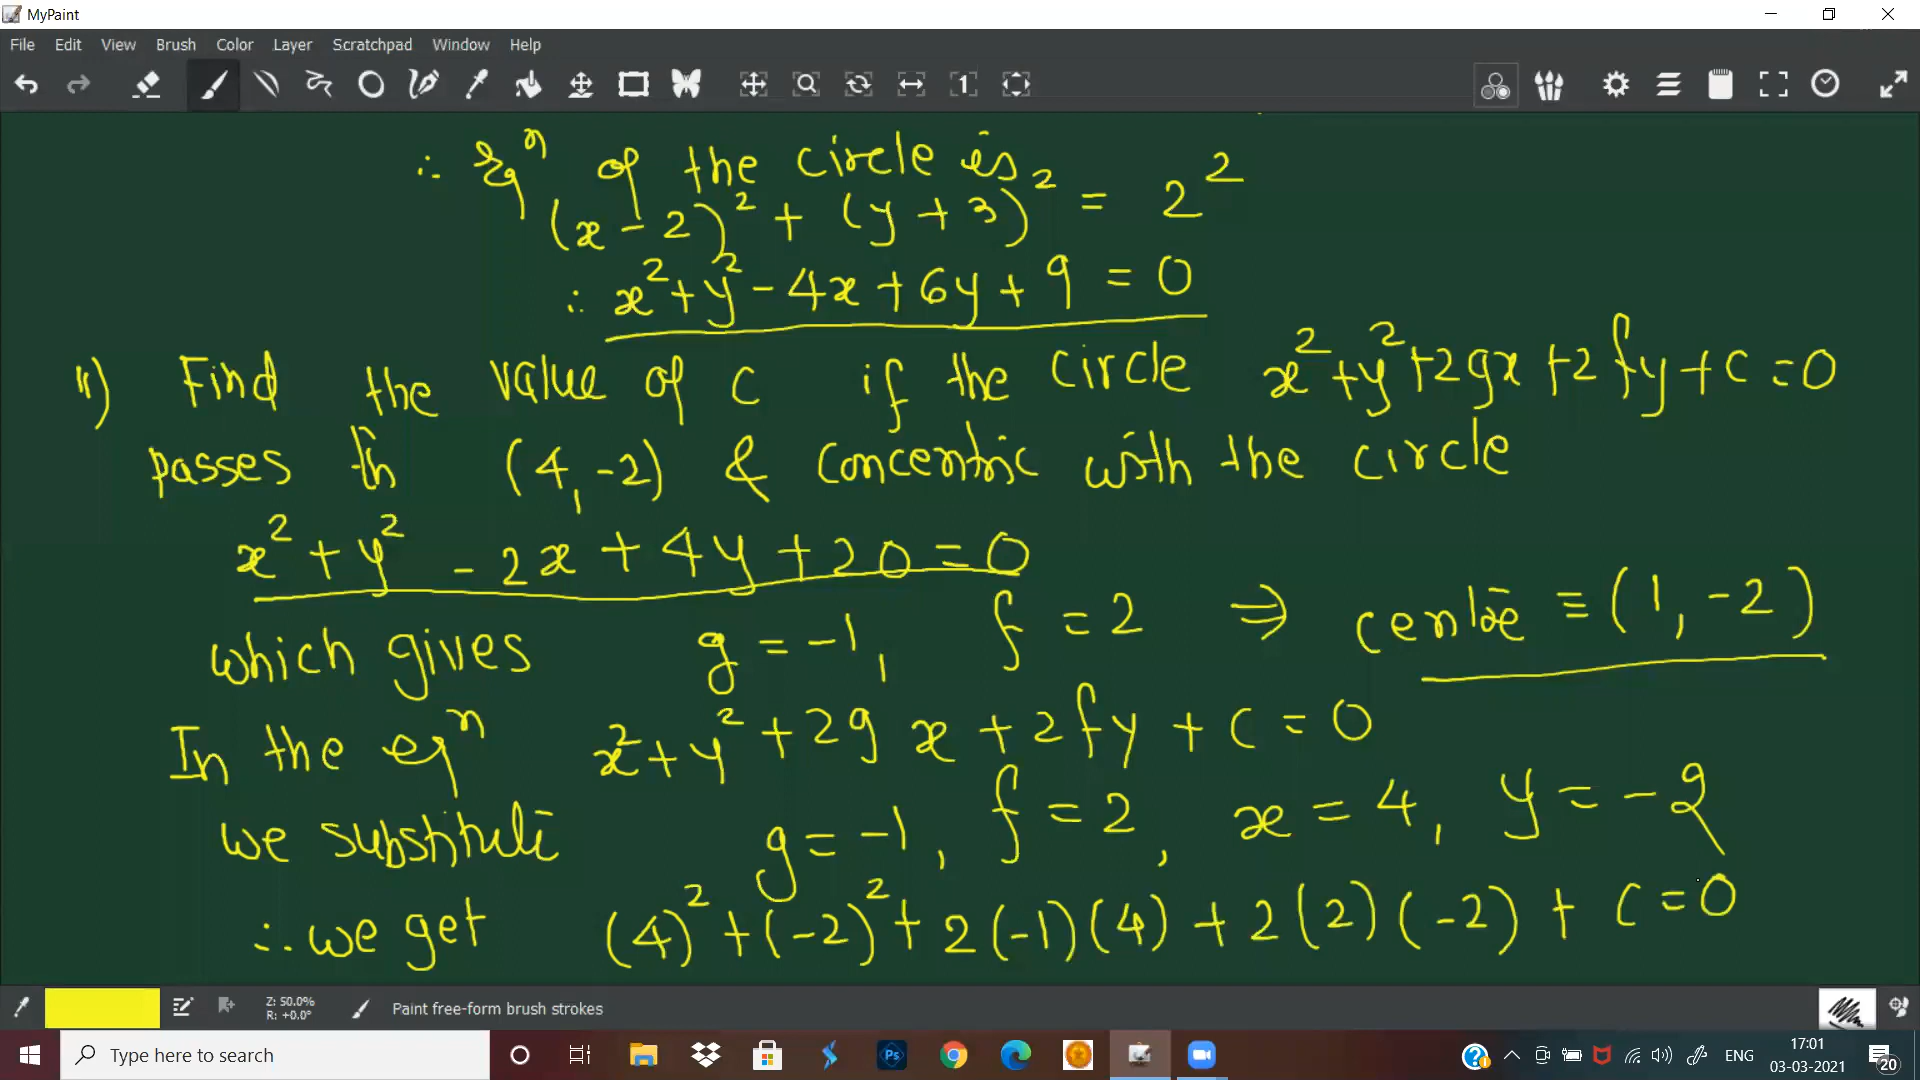 MyPaint
File Edit View Brush Color Layer Scratchpad Window Help
∴ Eqⁿ of the circle is
(x - 2)² + (y + 3)² = 2²
∴ x² + y² - 4x + 6y + 9 = 0
11) Find the value of c if the circle x² + y² + 2gx + 2fy + c = 0
passes th (4, -2) & concentric with the circle
x² + y² - 2x + 4y + 20 = 0
which gives g = -1, f = 2 ⇒ centre ≡ (1, -2)
In the eqⁿ x² + y² + 2gx + 2fy + c = 0
we substitute g = -1, f = 2, x = 4, y = -2
∴ we get (4)² + (-2)² + 2(-1)(4) + 2(2)(-2) + c = 0
Z: 50.0%
R: +0.0°
Paint free-form brush strokes
Type here to search
Ps
ENG
17:01
03-03-2021
20